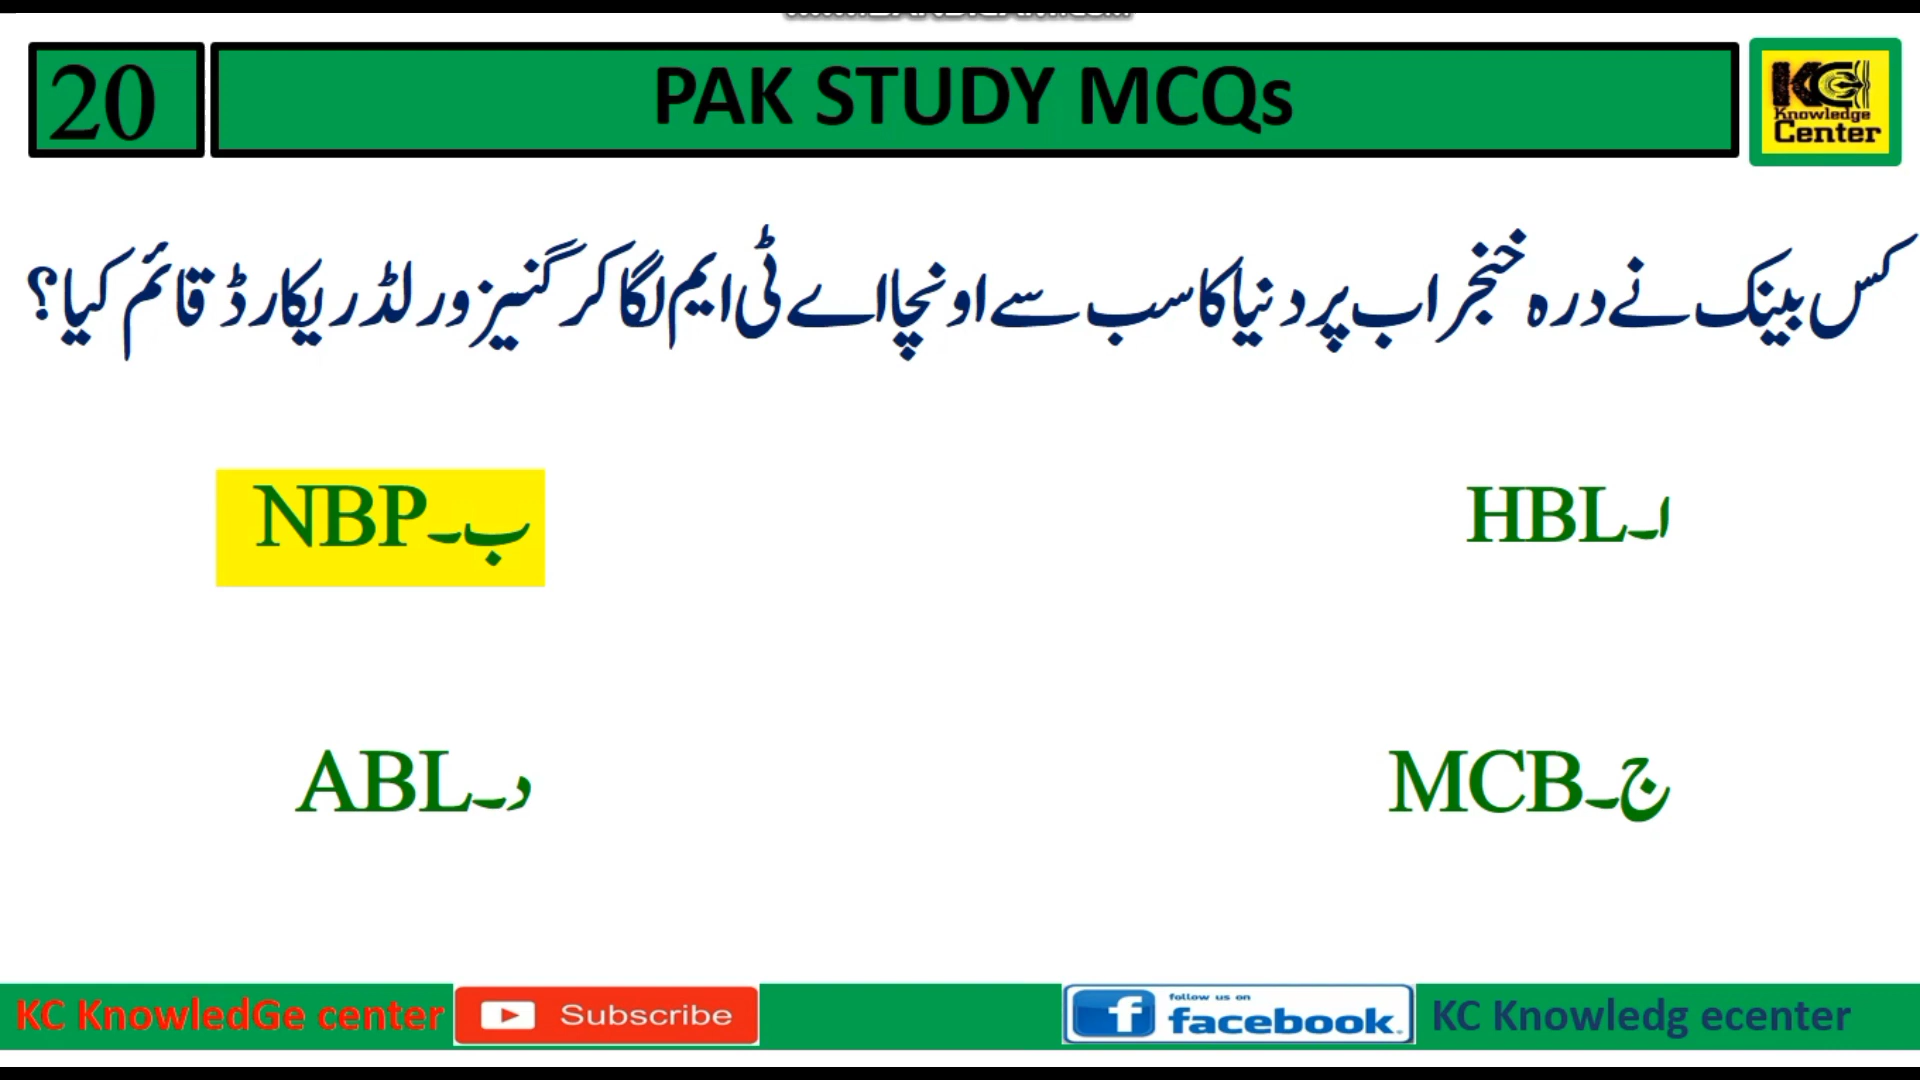 20
PAK STUDY MCQs
KC
Knowledge
Center
کس بینک نے درہ خنجراب پر دنیا کا سب سے اونچا اے ٹی ایم لگا کر گنیز ورلڈ ریکارڈ قائم کیا؟
ا۔HBL
ب۔NBP
ج۔MCB
د۔ABL
KC KnowledGe center
Subscribe
follow us on
facebook.
KC Knowledg ecenter